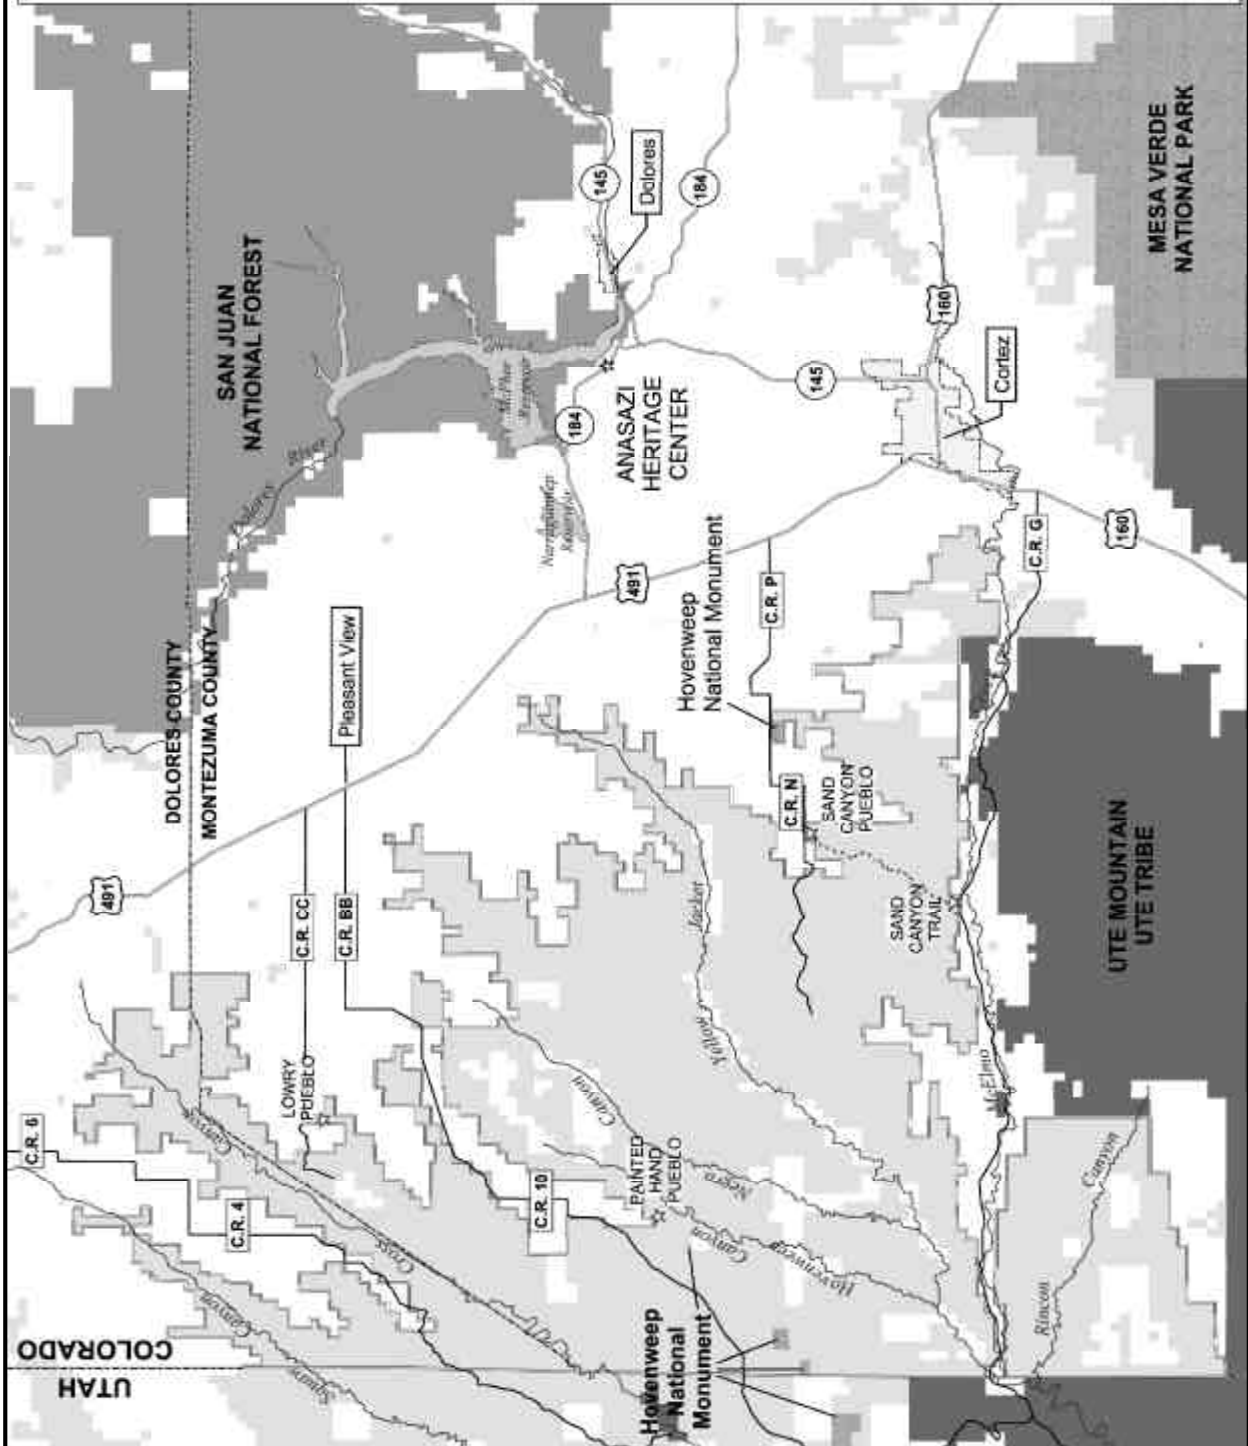 SAN JUAN
NATIONAL FOREST
Dolores
River
145
Dolores
184
McPhee
Reservoir
184
ANASAZI
HERITAGE
CENTER
Narraguinnep
Reservoir
145
160
Cortez
MESA VERDE
NATIONAL PARK
DOLORES COUNTY
MONTEZUMA COUNTY
Pleasant View
491
Hovenweep
National Monument
C.R. P
C.R. G
160
491
C.R. CC
C.R. BB
Yellow
Jacket
C.R. N
SAND
CANYON
PUEBLO
SAND
CANYON
TRAIL
UTE MOUNTAIN
UTE TRIBE
McElmo
C.R. 6
LOWRY
PUEBLO
C.R. 4
Cross
Canyon
C.R. 10
PAINTED
HAND
PUEBLO
Negro
Canyon
Hovenweep
Canyon
Rincon
Canyon
COLORADO
UTAH
Squaw
Canyon
Hovenweep
National
Monument